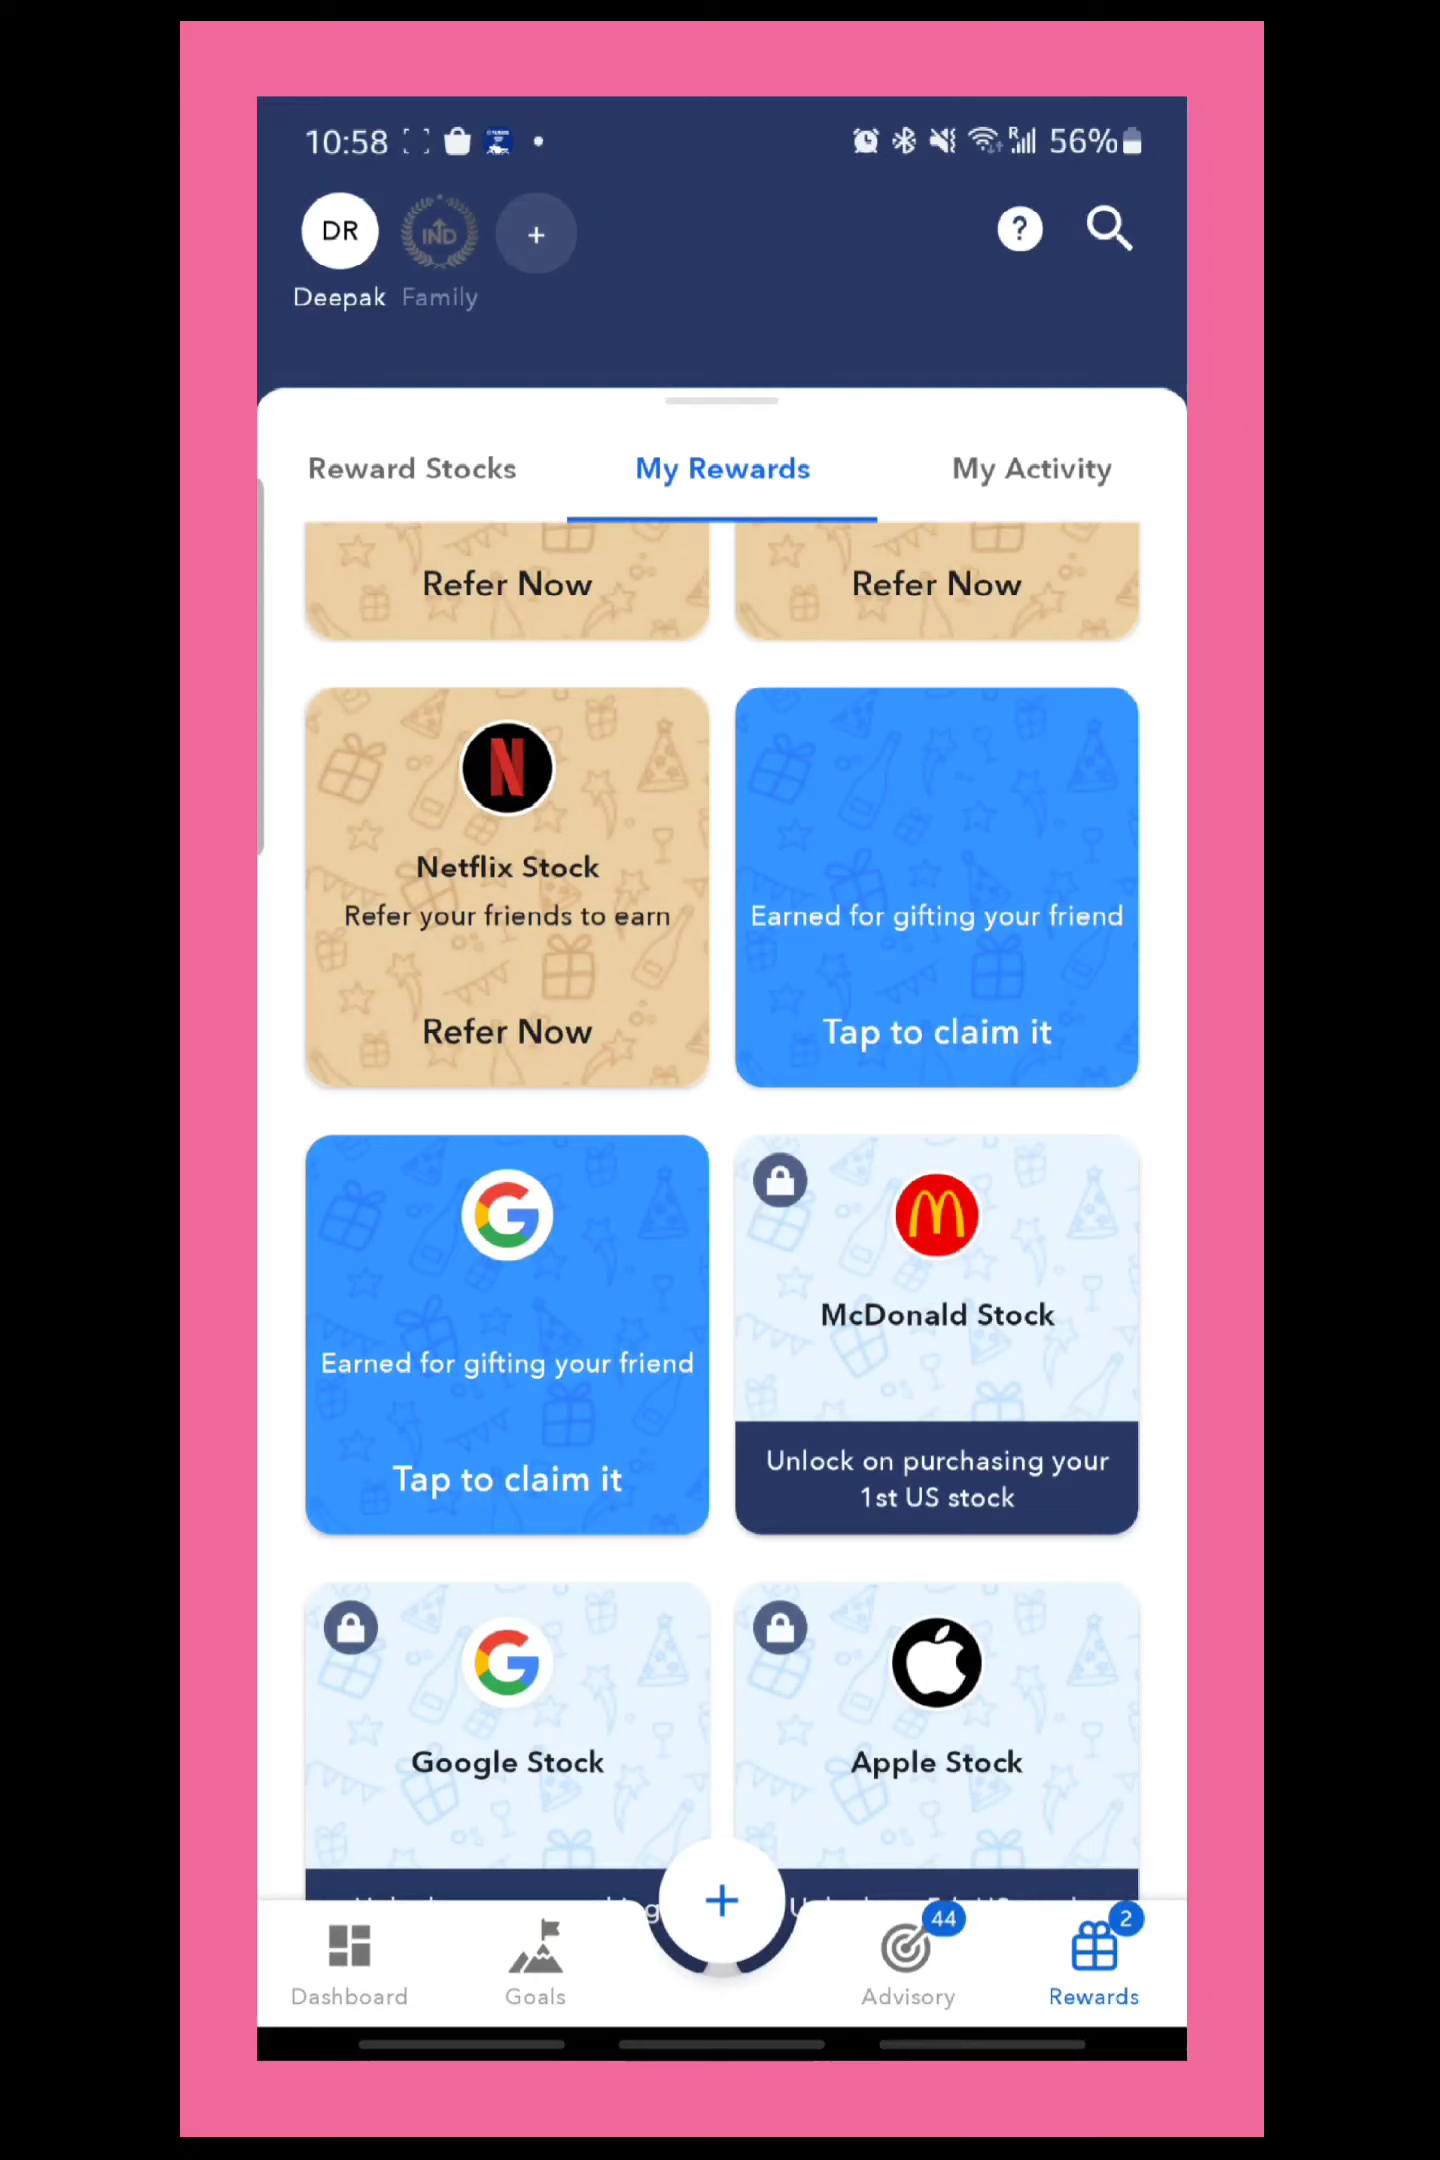 10:58
56%
DR
IND
+
?
Deepak
Family
Reward Stocks
My Rewards
My Activity
Refer Now
Refer Now
N
Netflix Stock
Refer your friends to earn
Refer Now
Earned for gifting your friend
Tap to claim it
G
Earned for gifting your friend
Tap to claim it
McDonald Stock
Unlock on purchasing your
1st US stock
G
Google Stock
Apple Stock
+
44
2
Dashboard
Goals
Advisory
Rewards